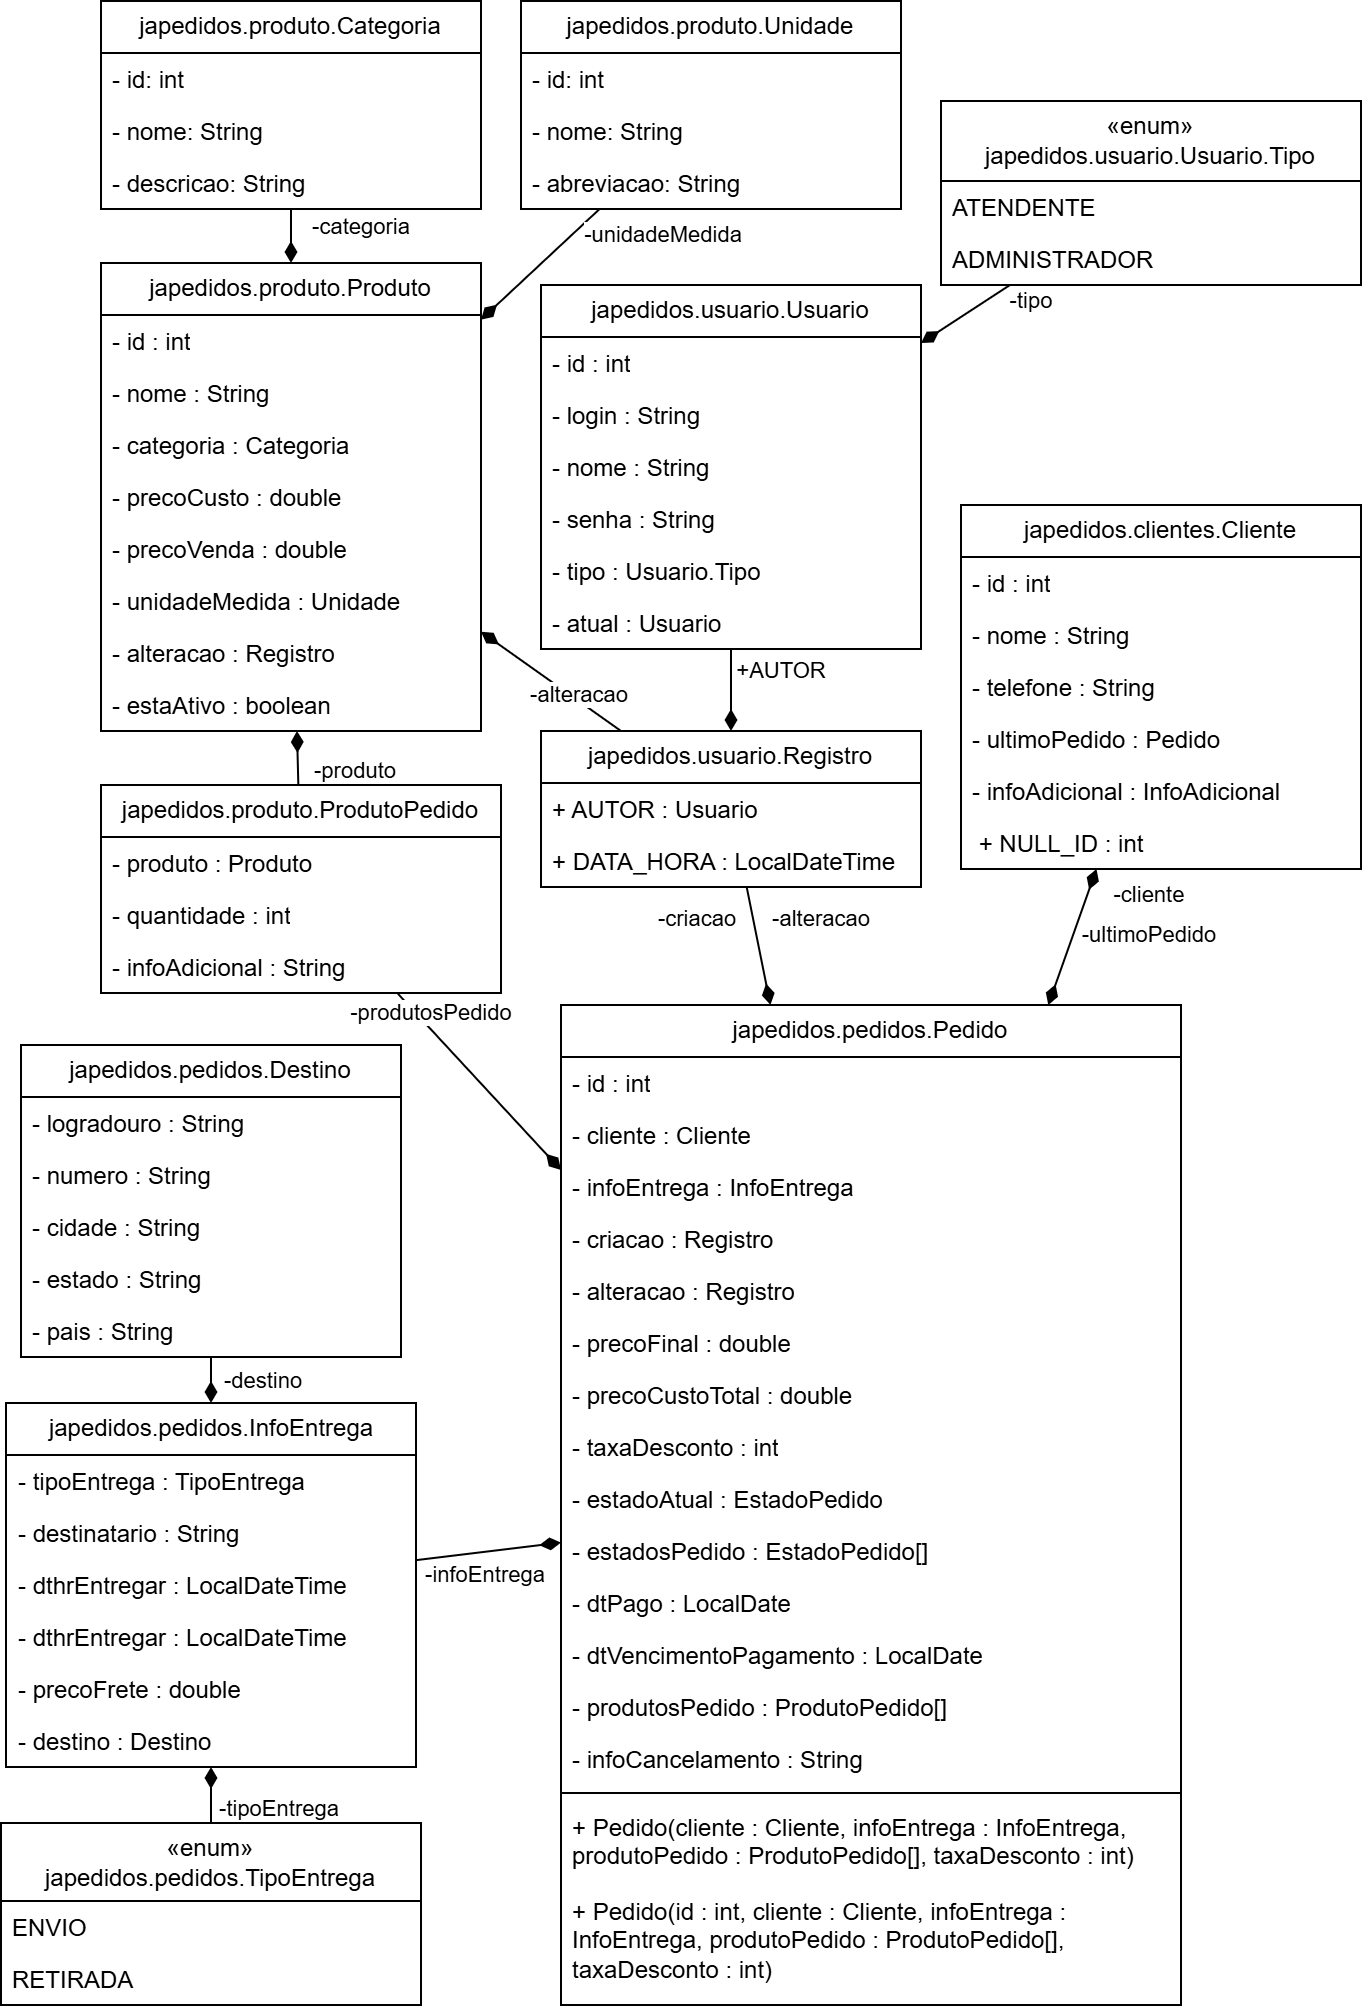 japedidos.produto.Categoria
- id: int
- nome: String
- descricao: String
-categoria
japedidos.produto.Unidade
- id: int
- nome: String
- abreviacao: String
-unidadeMedida
«enum»
japedidos.usuario.Usuario.Tipo
ATENDENTE
ADMINISTRADOR
-tipo
japedidos.produto.Produto
- id : int
- nome : String
- categoria : Categoria
- precoCusto : double
- precoVenda : double
- unidadeMedida : Unidade
- alteracao : Registro
- estaAtivo : boolean
-alteracao
-produto
japedidos.usuario.Usuario
- id : int
- login : String
- nome : String
- senha : String
- tipo : Usuario.Tipo
- atual : Usuario
+AUTOR
japedidos.clientes.Cliente
- id : int
- nome : String
- telefone : String
- ultimoPedido : Pedido
- infoAdicional : InfoAdicional
+ NULL_ID : int
-cliente
-ultimoPedido
japedidos.usuario.Registro
+ AUTOR : Usuario
+ DATA_HORA : LocalDateTime
-criacao
-alteracao
japedidos.produto.ProdutoPedido
- produto : Produto
- quantidade : int
- infoAdicional : String
-produtosPedido
japedidos.pedidos.Destino
- logradouro : String
- numero : String
- cidade : String
- estado : String
- pais : String
-destino
japedidos.pedidos.InfoEntrega
- tipoEntrega : TipoEntrega
- destinatario : String
- dthrEntregar : LocalDateTime
- dthrEntregar : LocalDateTime
- precoFrete : double
- destino : Destino
-infoEntrega
-tipoEntrega
«enum»
japedidos.pedidos.TipoEntrega
ENVIO
RETIRADA
japedidos.pedidos.Pedido
- id : int
- cliente : Cliente
- infoEntrega : InfoEntrega
- criacao : Registro
- alteracao : Registro
- precoFinal : double
- precoCustoTotal : double
- taxaDesconto : int
- estadoAtual : EstadoPedido
- estadosPedido : EstadoPedido[]
- dtPago : LocalDate
- dtVencimentoPagamento : LocalDate
- produtosPedido : ProdutoPedido[]
- infoCancelamento : String
+ Pedido(cliente : Cliente, infoEntrega : InfoEntrega,
produtoPedido : ProdutoPedido[], taxaDesconto : int)
+ Pedido(id : int, cliente : Cliente, infoEntrega :
InfoEntrega, produtoPedido : ProdutoPedido[],
taxaDesconto : int)